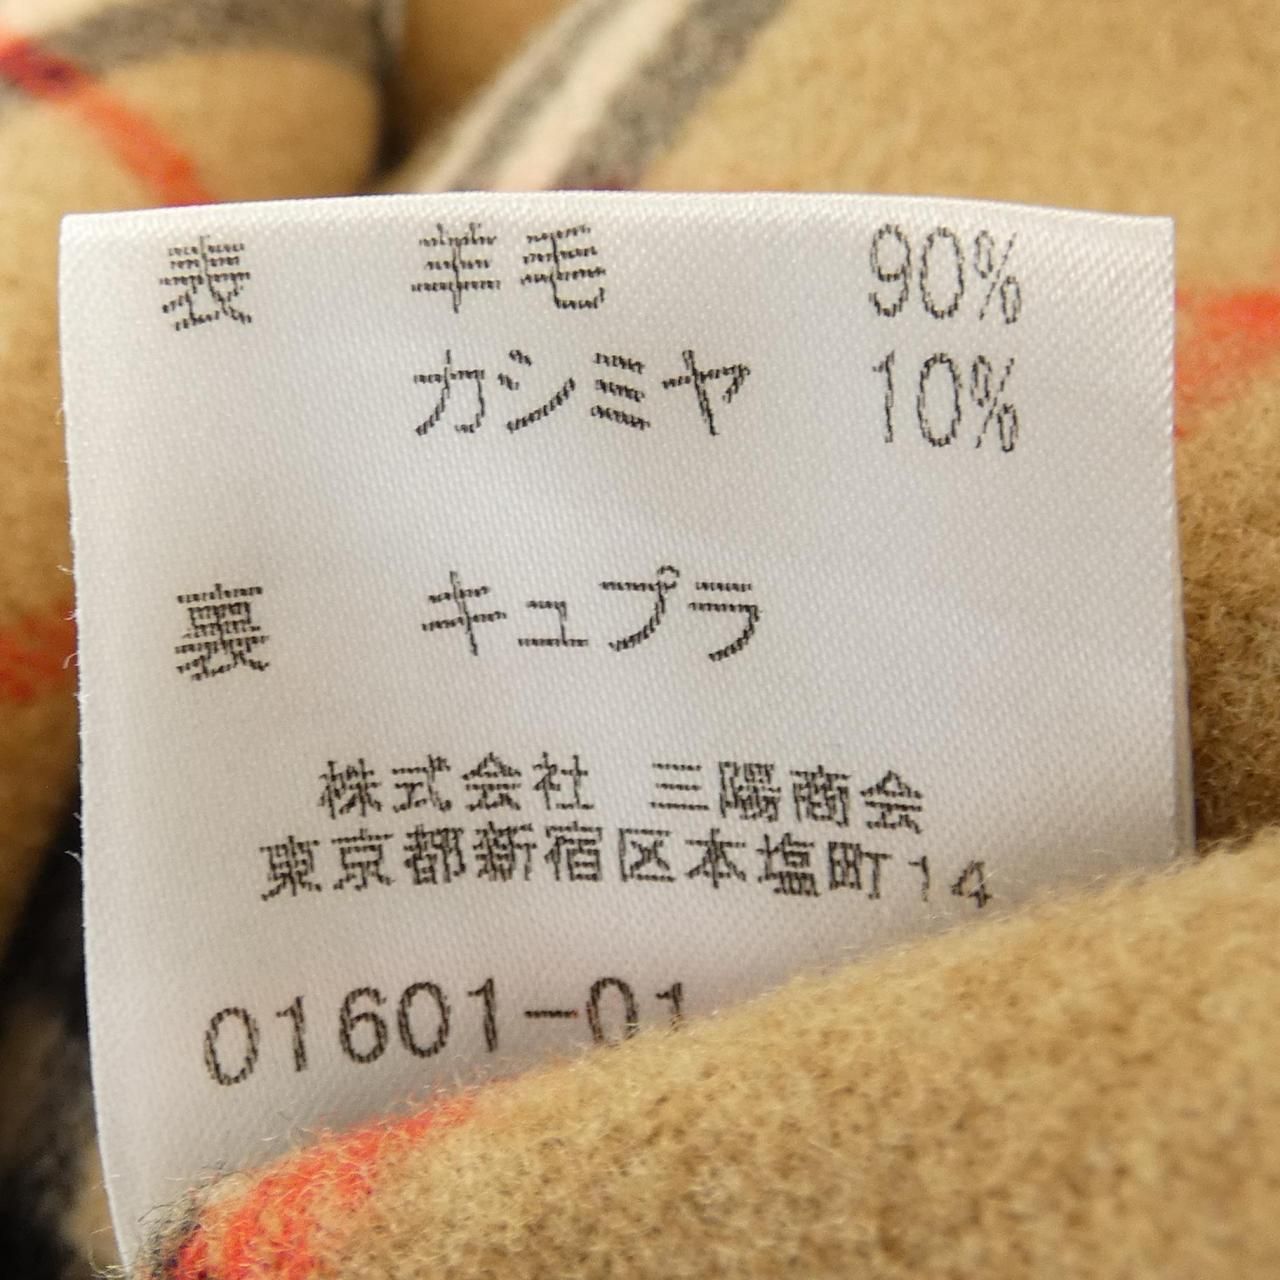 表 羊毛 90%
カシミヤ 10%
裏 キュプラ
株式会社 三陽商会
東京都新宿区本塩町14
01601-01